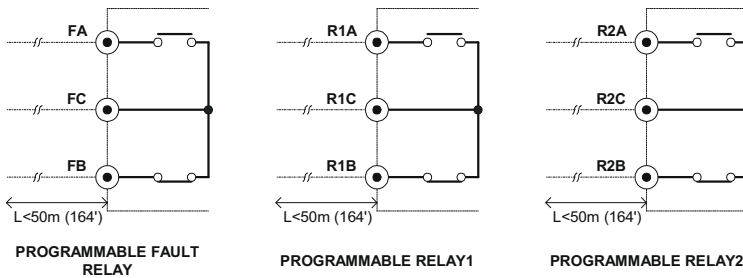 FA
FC
FB
L<50m (164')
PROGRAMMABLE FAULT
RELAY
R1A
R1C
R1B
L<50m (164')
PROGRAMMABLE RELAY1
R2A
R2C
R2B
L<50m (164')
PROGRAMMABLE RELAY2